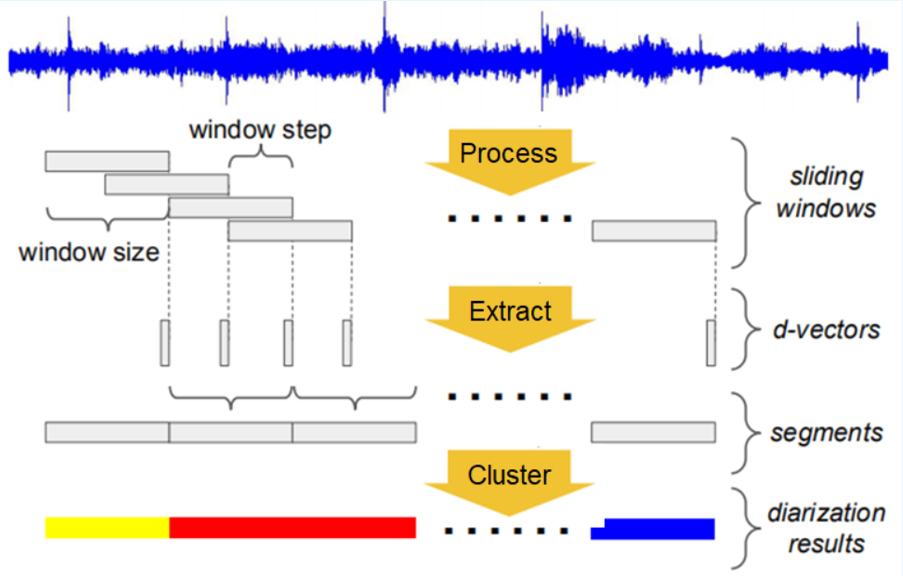 window step
Process
sliding
windows
window size
Extract
d-vectors
segments
Cluster
diarization
results